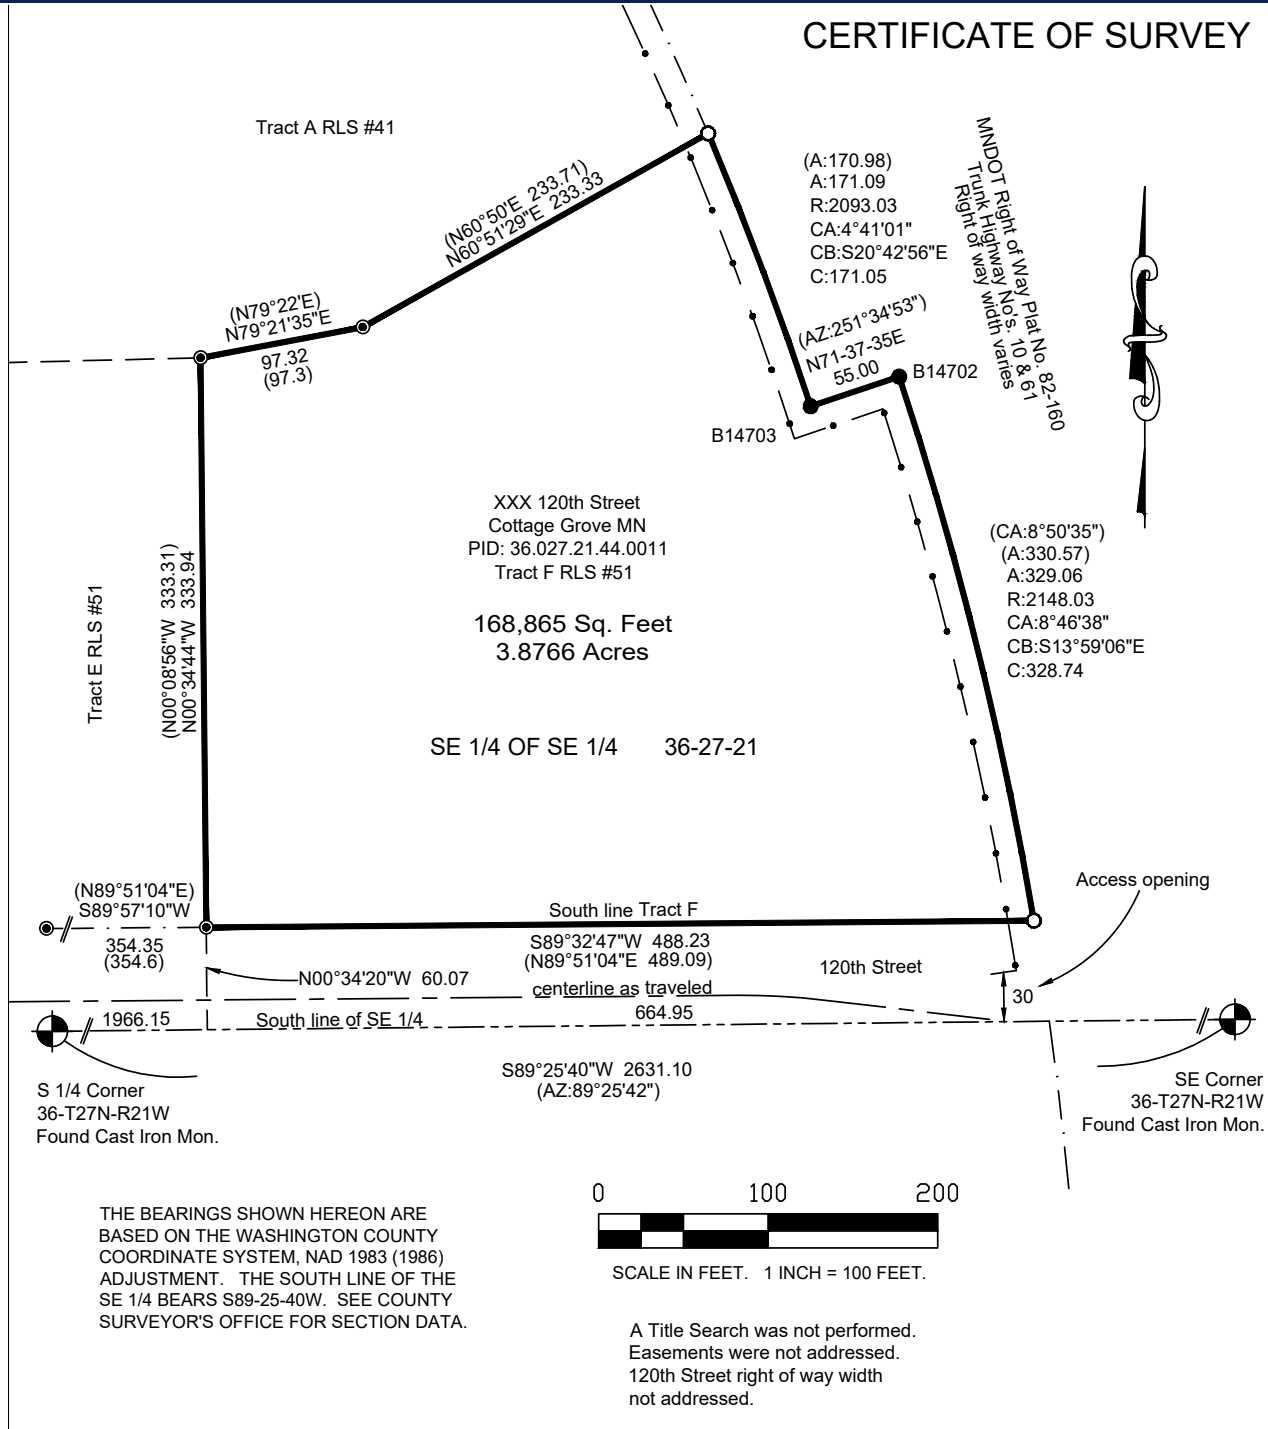 CERTIFICATE OF SURVEY
Tract A RLS #41
(N60°50'E 233.71)
N60°51'29"E 233.33
(A:170.98)
A:171.09
R:2093.03
CA:4°41'01"
CB:S20°42'56"E
C:171.05
MNDOT Right of Way Plat No. 82-160
Trunk Highway No's. 10 & 61
Right of way width varies
(N79°22'E)
N79°21'35"E
97.32
(97.3)
(AZ:251°34'53")
N71-37-35E
55.00
B14702
B14703
XXX 120th Street
Cottage Grove MN
PID: 36.027.21.44.0011
Tract F RLS #51
168,865 Sq. Feet
3.8766 Acres
(CA:8°50'35")
(A:330.57)
A:329.06
R:2148.03
CA:8°46'38"
CB:S13°59'06"E
C:328.74
Tract E RLS #51
(N00°08'56"W 333.31)
N00°34'44"W 333.94
SE 1/4 OF SE 1/4 36-27-21
(N89°51'04"E)
S89°57'10"W
354.35
(354.6)
South line Tract F
S89°32'47"W 488.23
(N89°51'04"E 489.09)
Access opening
N00°34'20"W 60.07
120th Street
centerline as traveled
30
1966.15
South line of SE 1/4
664.95
S89°25'40"W 2631.10
(AZ:89°25'42")
S 1/4 Corner
36-T27N-R21W
Found Cast Iron Mon.
SE Corner
36-T27N-R21W
Found Cast Iron Mon.
THE BEARINGS SHOWN HEREON ARE
BASED ON THE WASHINGTON COUNTY
COORDINATE SYSTEM, NAD 1983 (1986)
ADJUSTMENT. THE SOUTH LINE OF THE
SE 1/4 BEARS S89-25-40W. SEE COUNTY
SURVEYOR'S OFFICE FOR SECTION DATA.
0 100 200
SCALE IN FEET. 1 INCH = 100 FEET.
A Title Search was not performed.
Easements were not addressed.
120th Street right of way width
not addressed.